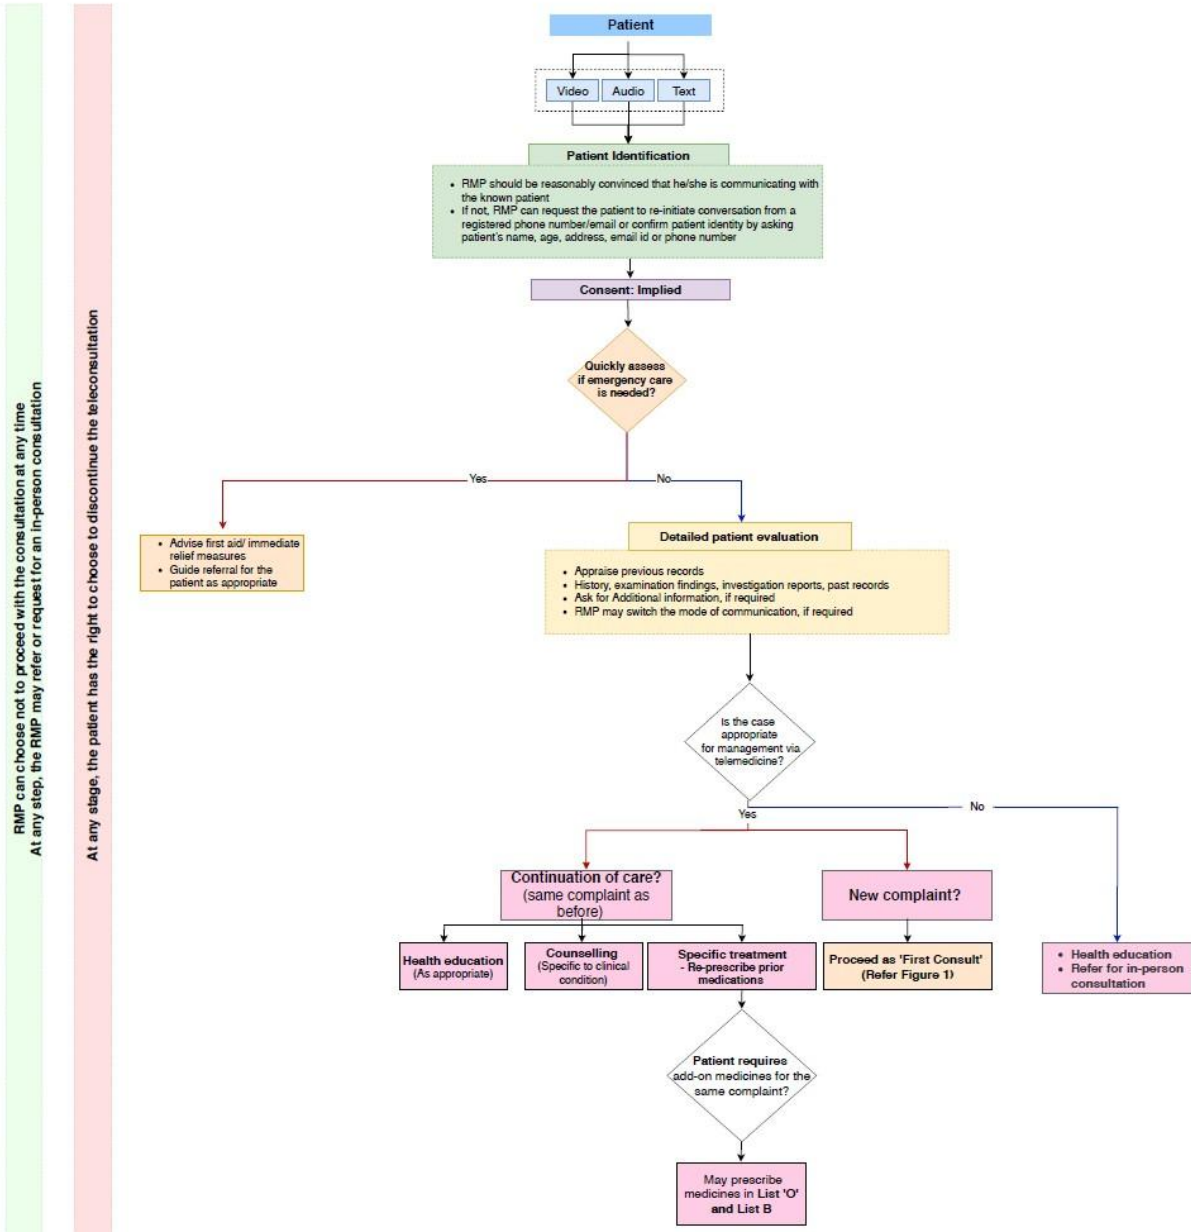 Patient
Video
Audio
Text
Patient Identification
• RMP should be reasonably convinced that he/she is communicating with
the known patient
• If not, RMP can request the patient to re-initiate conversation from a
registered phone number/email or confirm patient identity by asking
patient's name, age, address, email id or phone number
Consent: Implied
Quickly assess
if emergency care
is needed?
Yes
No
• Advise first aid/ immediate
relief measures
• Guide referral for the
patient as appropriate
Detailed patient evaluation
• Appraise previous records
• History, examination findings, investigation reports, past records
• Ask for Additional information, if required
• RMP may switch the mode of communication, if required
Is the case
appropriate
for management via
telemedicine?
Yes
No
Continuation of care?
(same complaint as
before)
New complaint?
Health education
(As appropriate)
Counselling
(Specific to clinical
condition)
Specific treatment
- Re-prescribe prior
medications
Proceed as 'First Consult'
(Refer Figure 1)
• Health education
• Refer for in-person
consultation
Patient requires
add-on medicines for the
same complaint?
May prescribe
medicines in List 'O'
and List B
RMP can choose not to proceed with the consultation at any time
At any step, the RMP may refer or request for an in-person consultation
At any stage, the patient has the right to choose to discontinue the teleconsultation